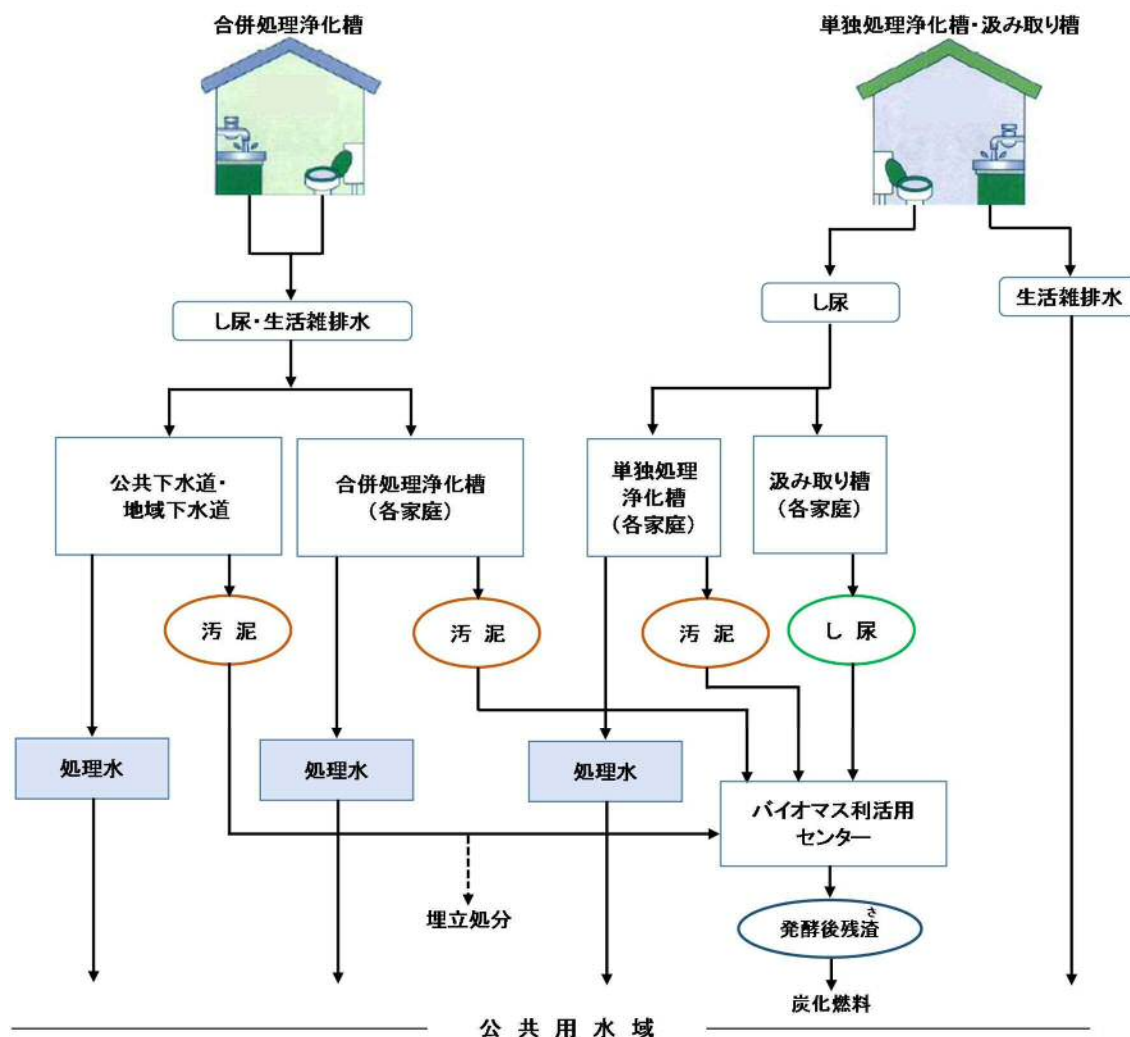 合併処理浄化槽
単独処理浄化槽・汲み取り槽
し尿・生活雑排水
し尿
生活雑排水
公共下水道・
地域下水道
合併処理浄化槽
(各家庭)
単独処理
浄化槽
(各家庭)
汲み取り槽
(各家庭)
汚泥
汚泥
汚泥
し尿
処理水
処理水
処理水
バイオマス利活用
センター
埋立処分
さ
発酵後残渣
炭化燃料
公共用水域